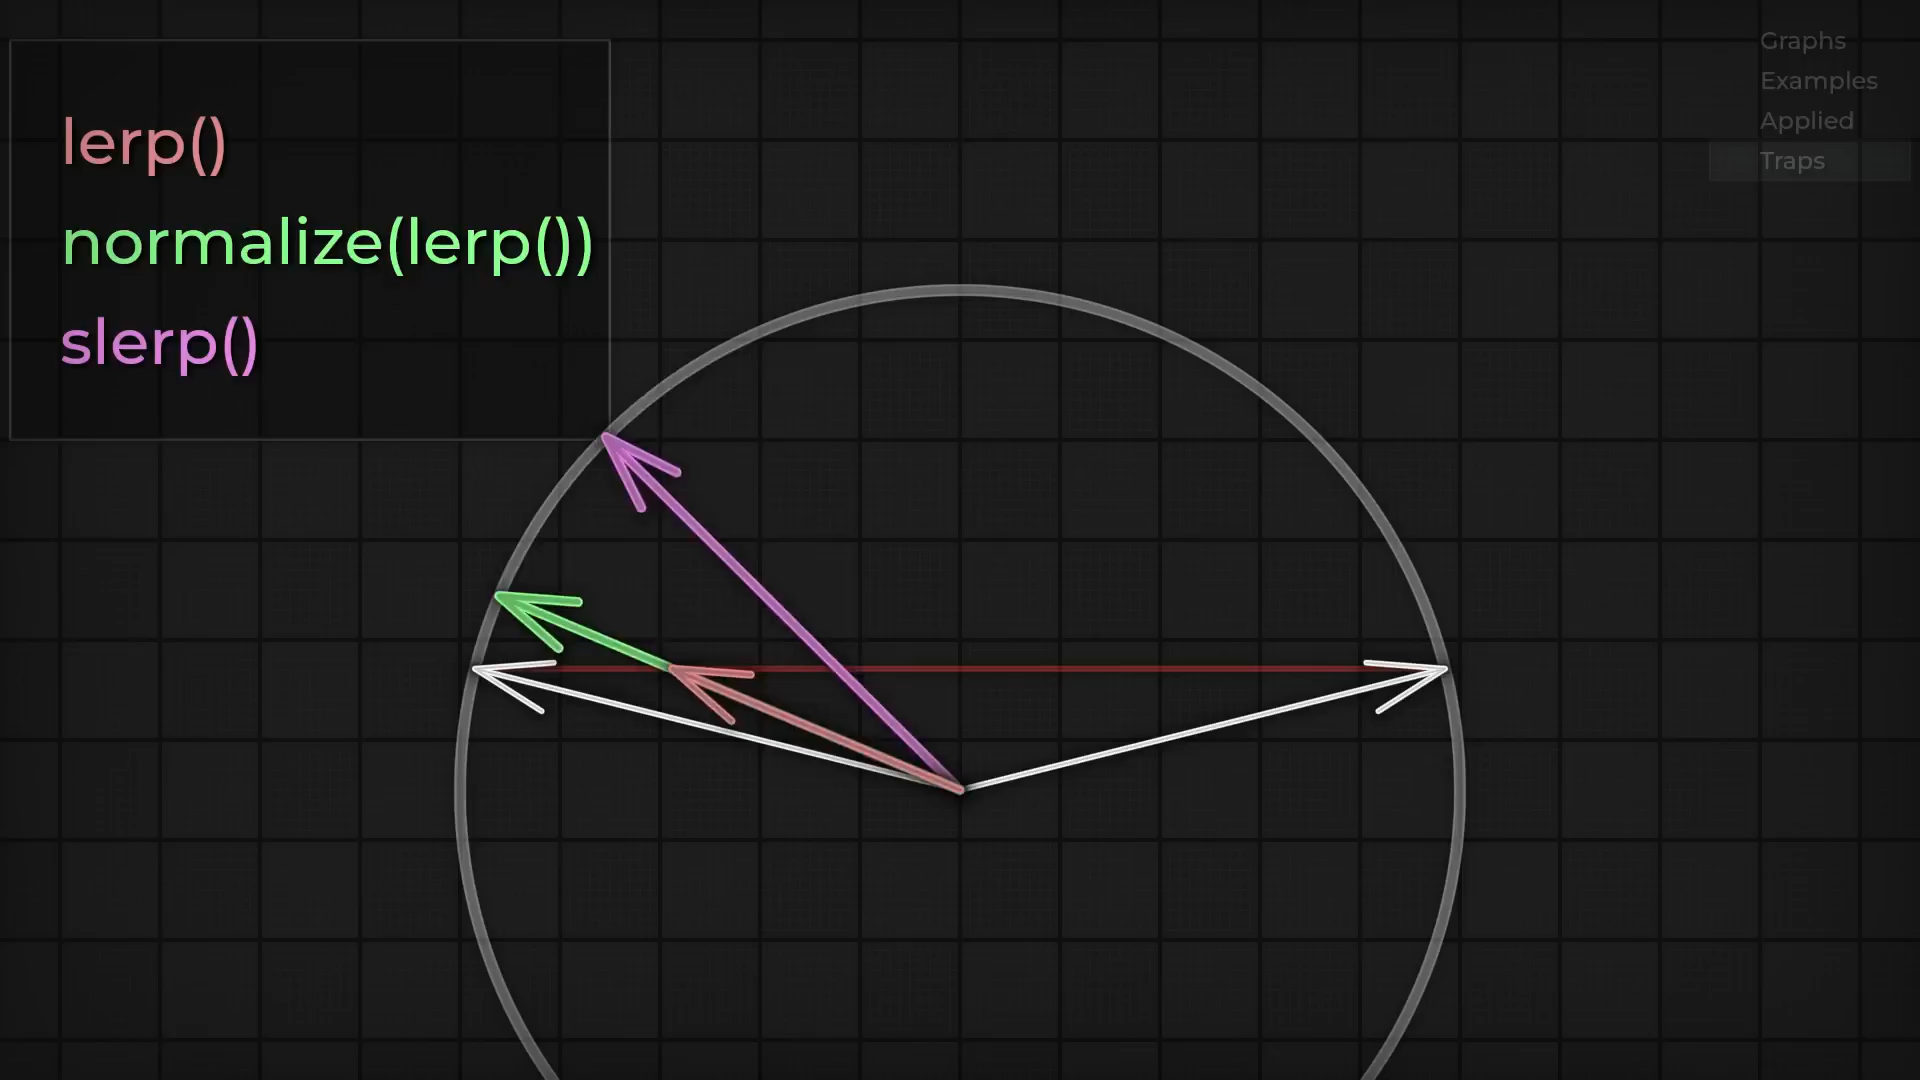 lerp()
normalize(lerp())
slerp()
Graphs
Examples
Applied
Traps